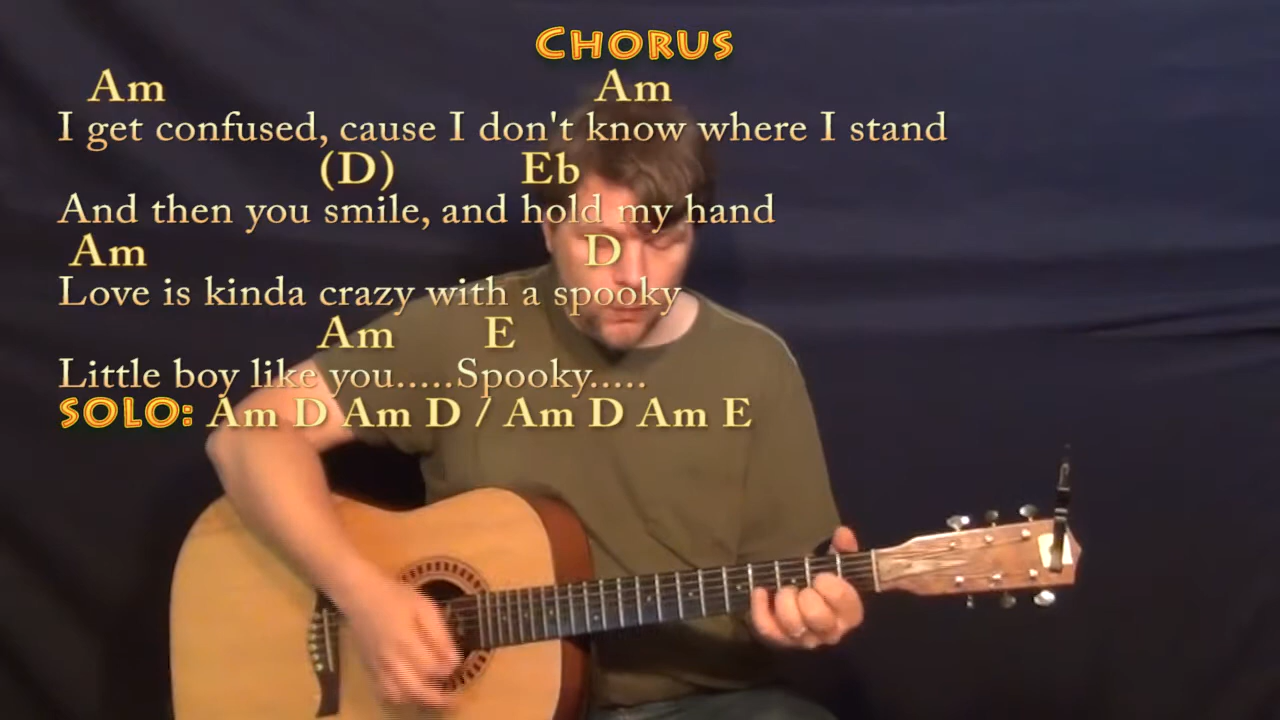 CHORUS
Am Am
I get confused, cause I don't know where I stand
(D) Eb
And then you smile, and hold my hand
Am D
Love is kinda crazy with a spooky
Am E
Little boy like you.....Spooky.....
SOLO: Am D Am D / Am D Am E